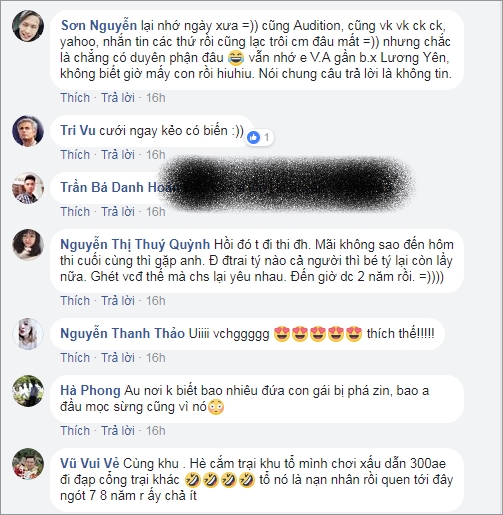 Sơn Nguyễn lại nhớ ngày xưa =)) cũng Audition, cũng vk vk ck ck,
yahoo, nhắn tin các thứ rồi cũng lạc trôi cm đâu mất =)) nhưng chắc
là chẳng có duyên phận đâu 😂 vẫn nhớ e V.A gần b.x Lương Yên,
không biết giờ mấy con rồi hiuhiu. Nói chung câu trả lời là không tin.
Thích · Trả lời · 16h
Tri Vu cưới ngay kẻo có biến :))
1
Thích · Trả lời · 16h
Trần Bá Danh Hoàn
Thích · Trả lời · 16h
Nguyễn Thị Thuý Quỳnh Hồi đó t đi thi đh. Mãi không sao đến hôm
thi cuối cùng thì gặp anh. Đ đtrai tý nào cả người thì bé tý lại còn lầy
nữa. Ghét vcđ thế mà chs lại yêu nhau. Đến giờ dc 2 năm rồi. =))))
Thích · Trả lời · 16h
Nguyễn Thanh Thảo Uiiii vchggggg 😍😍😍😍😍 thích thế!!!!!
Thích · Trả lời · 16h
Hà Phong Au nơi k biết bao nhiêu đứa con gái bị phá zin, bao a
đầu mọc sừng cũng vì nó😳
Thích · Trả lời · 16h
Vũ Vui Vẻ Cùng khu . Hè cắm trại khu tổ mình chơi xấu dẫn 300ae
đi đạp cổng trại khác 🤣🤣🤣🤣 tổ nó là nạn nhân rồi quen tới đây
ngót 7 8 năm r ấy chả ít